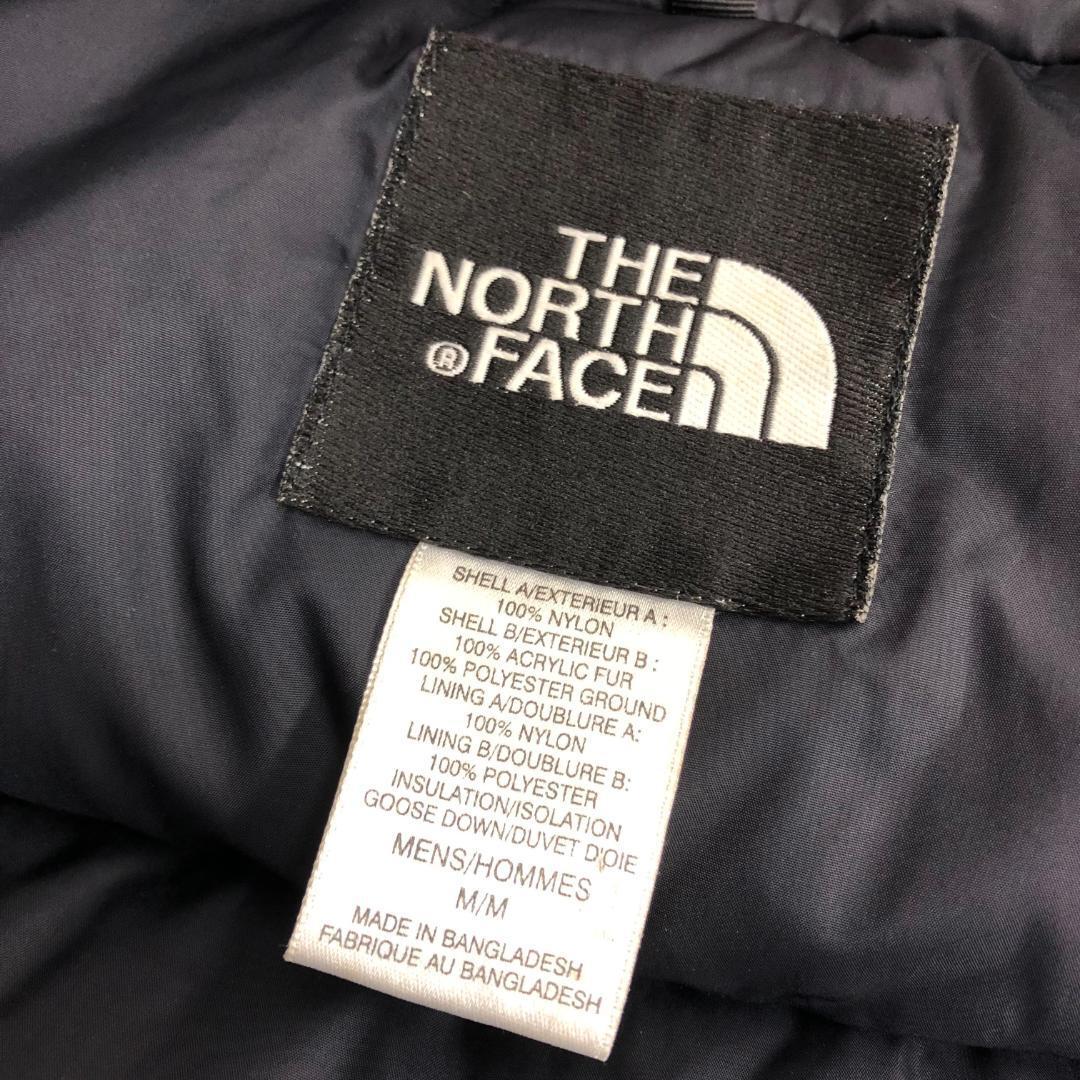 THE
NORTH
® FACE
SHELL A/EXTERIEUR A :
100% NYLON
SHELL B/EXTERIEUR B :
100% ACRYLIC FUR
100% POLYESTER GROUND
LINING A/DOUBLURE A:
100% NYLON
LINING B/DOUBLURE B:
100% POLYESTER
INSULATION/ISOLATION
GOOSE DOWN/DUVET D'OIE
MENS/HOMMES
M/M
MADE IN BANGLADESH
FABRIQUE AU BANGLADESH